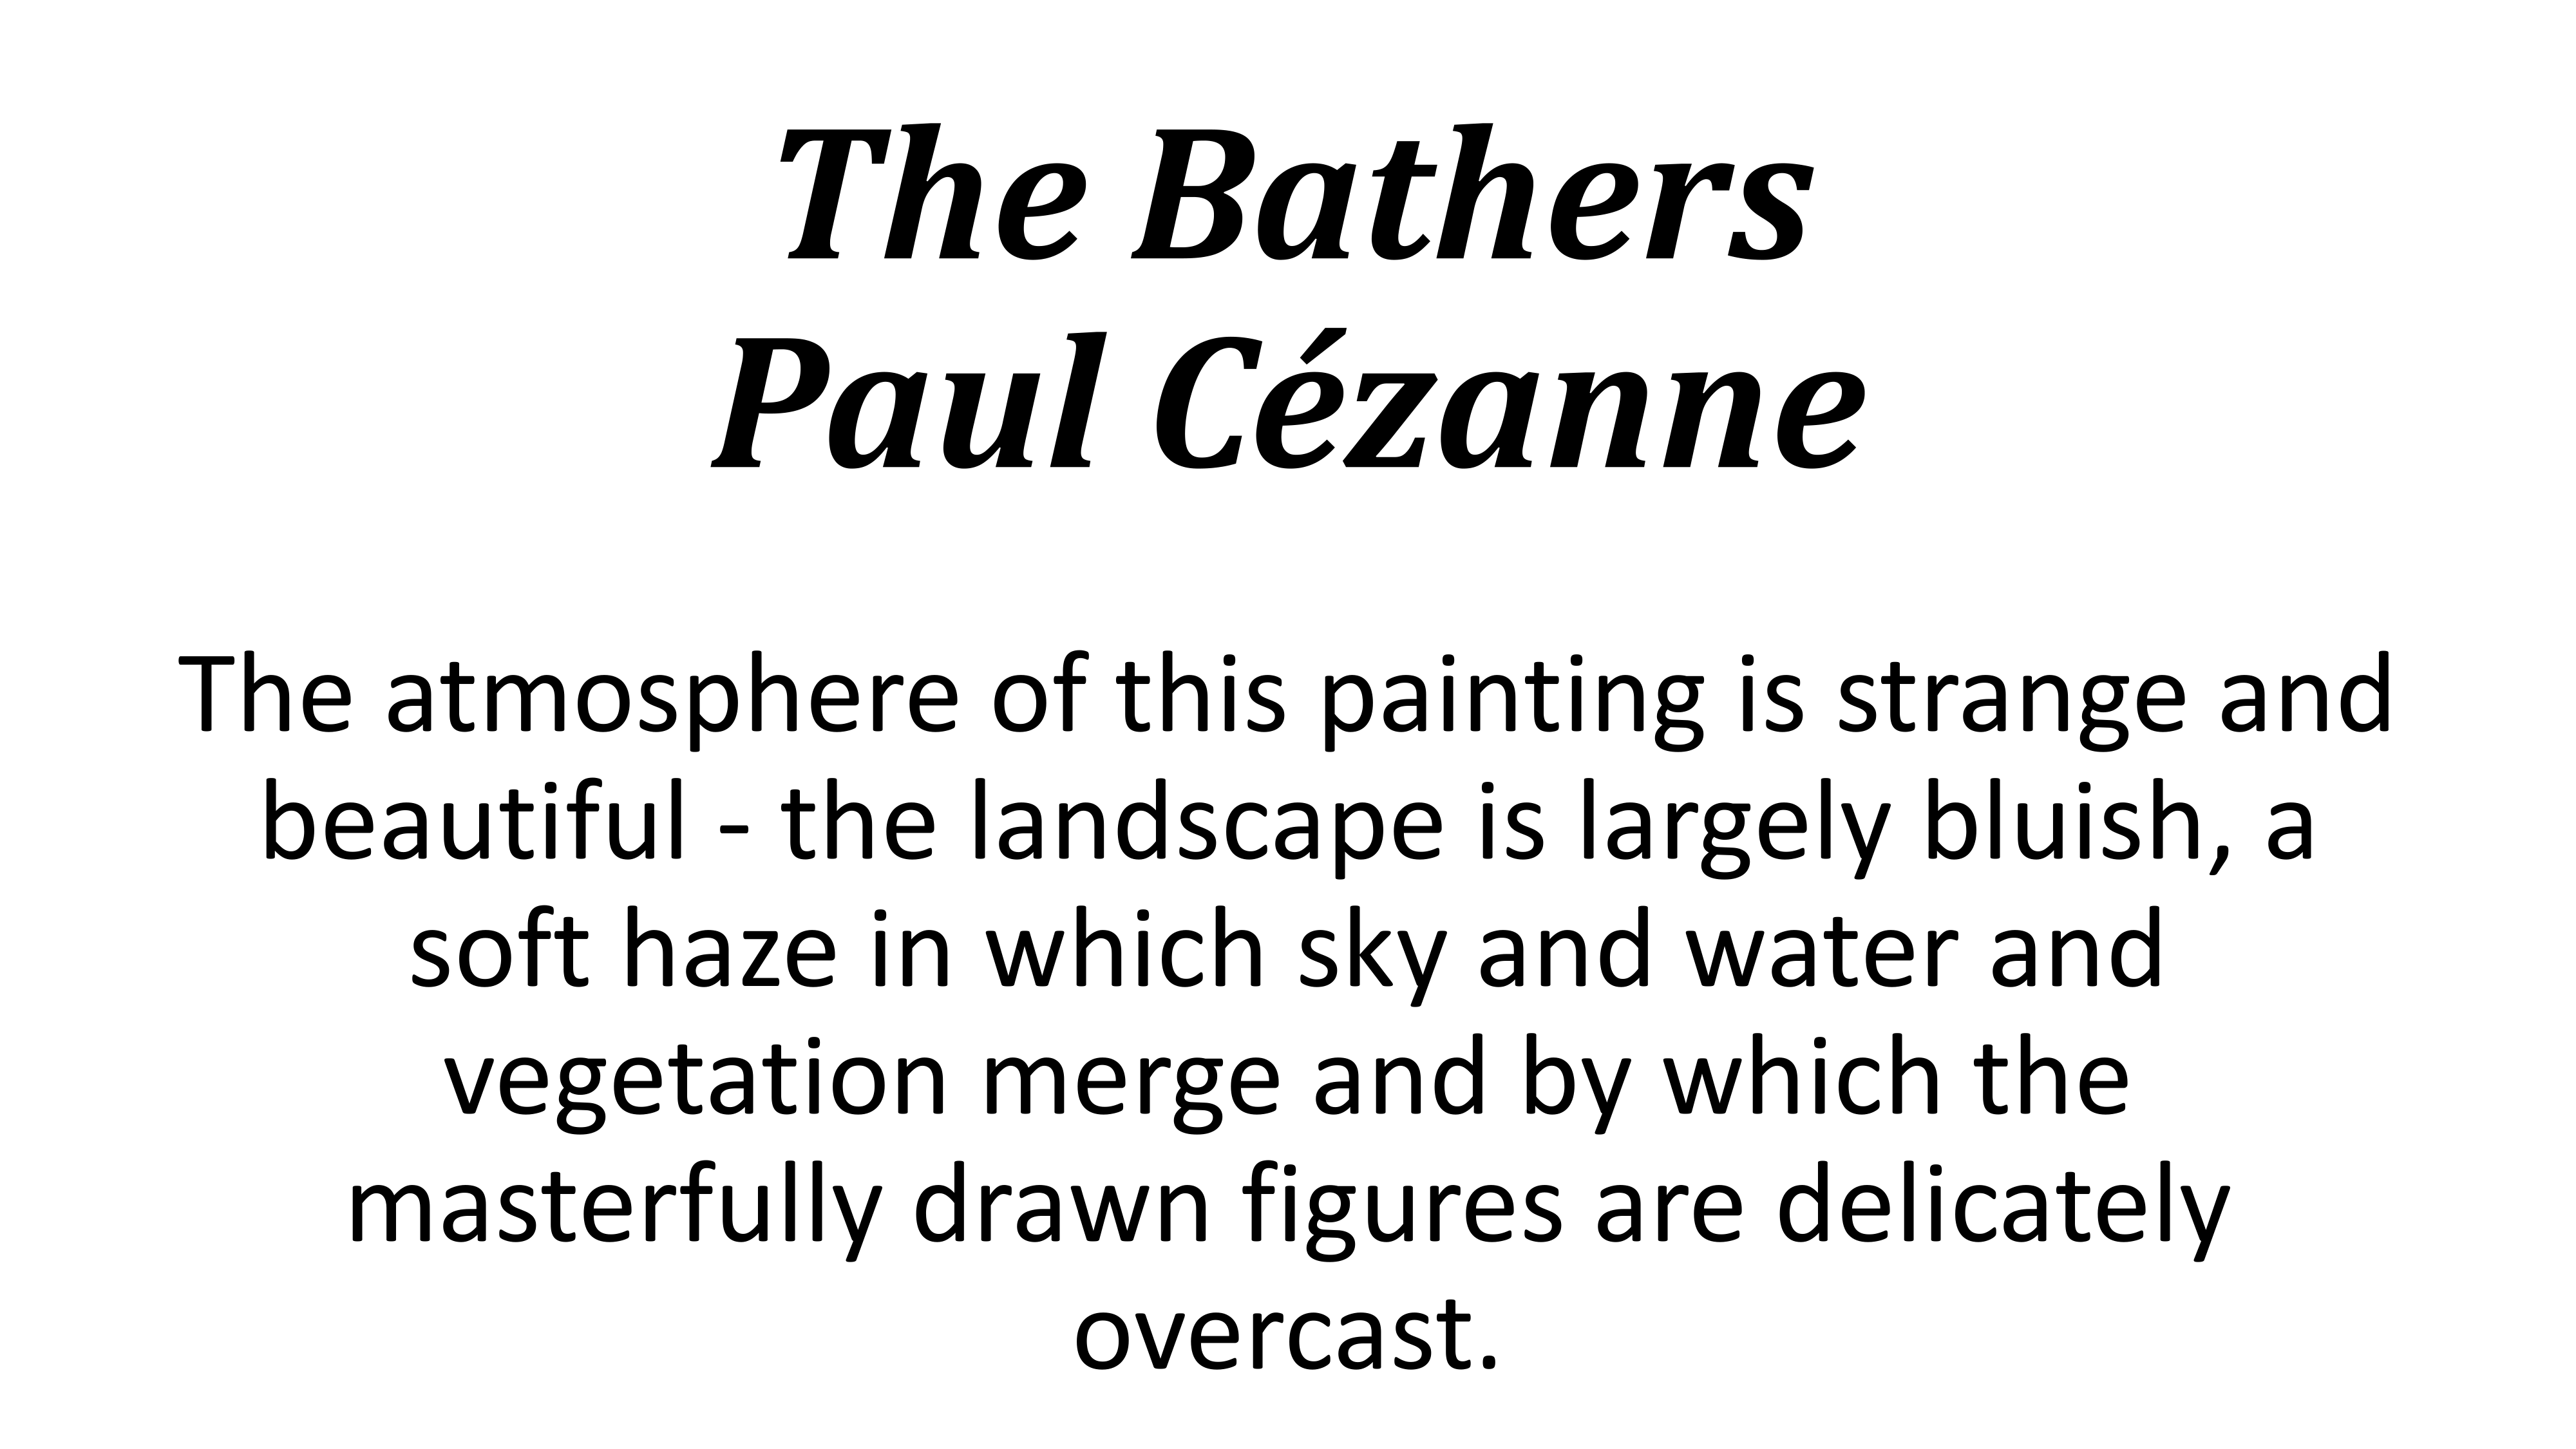 The Bathers
Paul Cézanne
The atmosphere of this painting is strange and
beautiful - the landscape is largely bluish, a
soft haze in which sky and water and
vegetation merge and by which the
masterfully drawn figures are delicately
overcast.